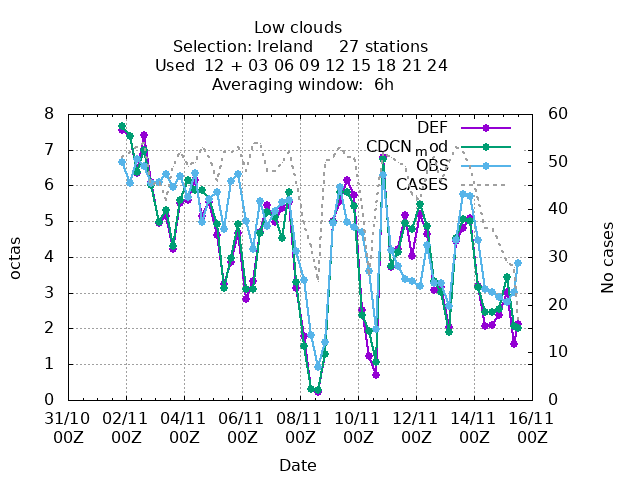 Low clouds
Selection: Ireland 27 stations
Used 12 + 03 06 09 12 15 18 21 24
Averaging window: 6h
8
7
6
5
4
3
2
1
0
octas
60
50
40
30
20
10
0
No cases
DEF
CDCN_mod
OBS
CASES
31/10 02/11 04/11 06/11 08/11 10/11 12/11 14/11 16/11
00Z 00Z 00Z 00Z 00Z 00Z 00Z 00Z 00Z
Date